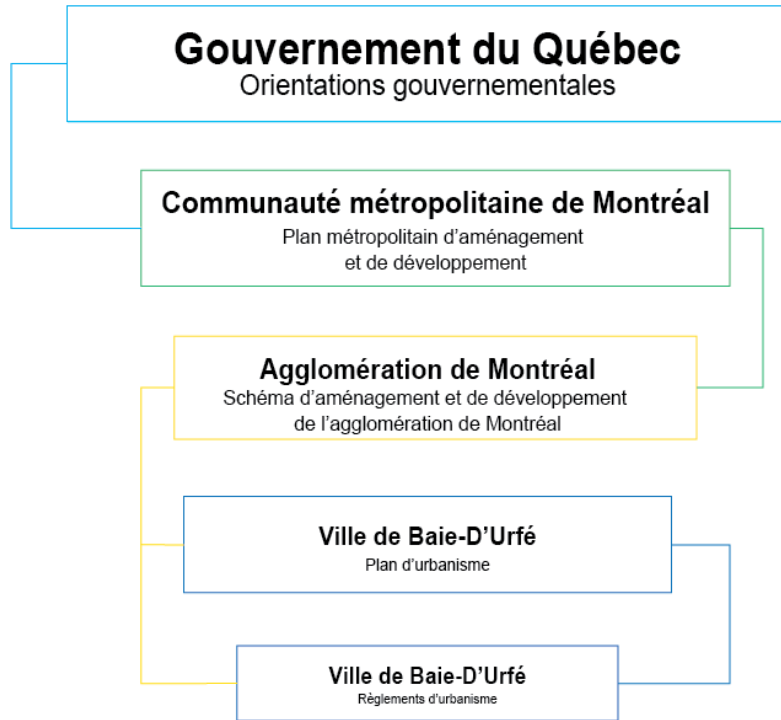 Gouvernement du Québec
Orientations gouvernementales
Communauté métropolitaine de Montréal
Plan métropolitain d’aménagement
et de développement
Agglomération de Montréal
Schéma d’aménagement et de développement
de l’agglomération de Montréal
Ville de Baie-D’Urfé
Plan d’urbanisme
Ville de Baie-D’Urfé
Règlements d’urbanisme